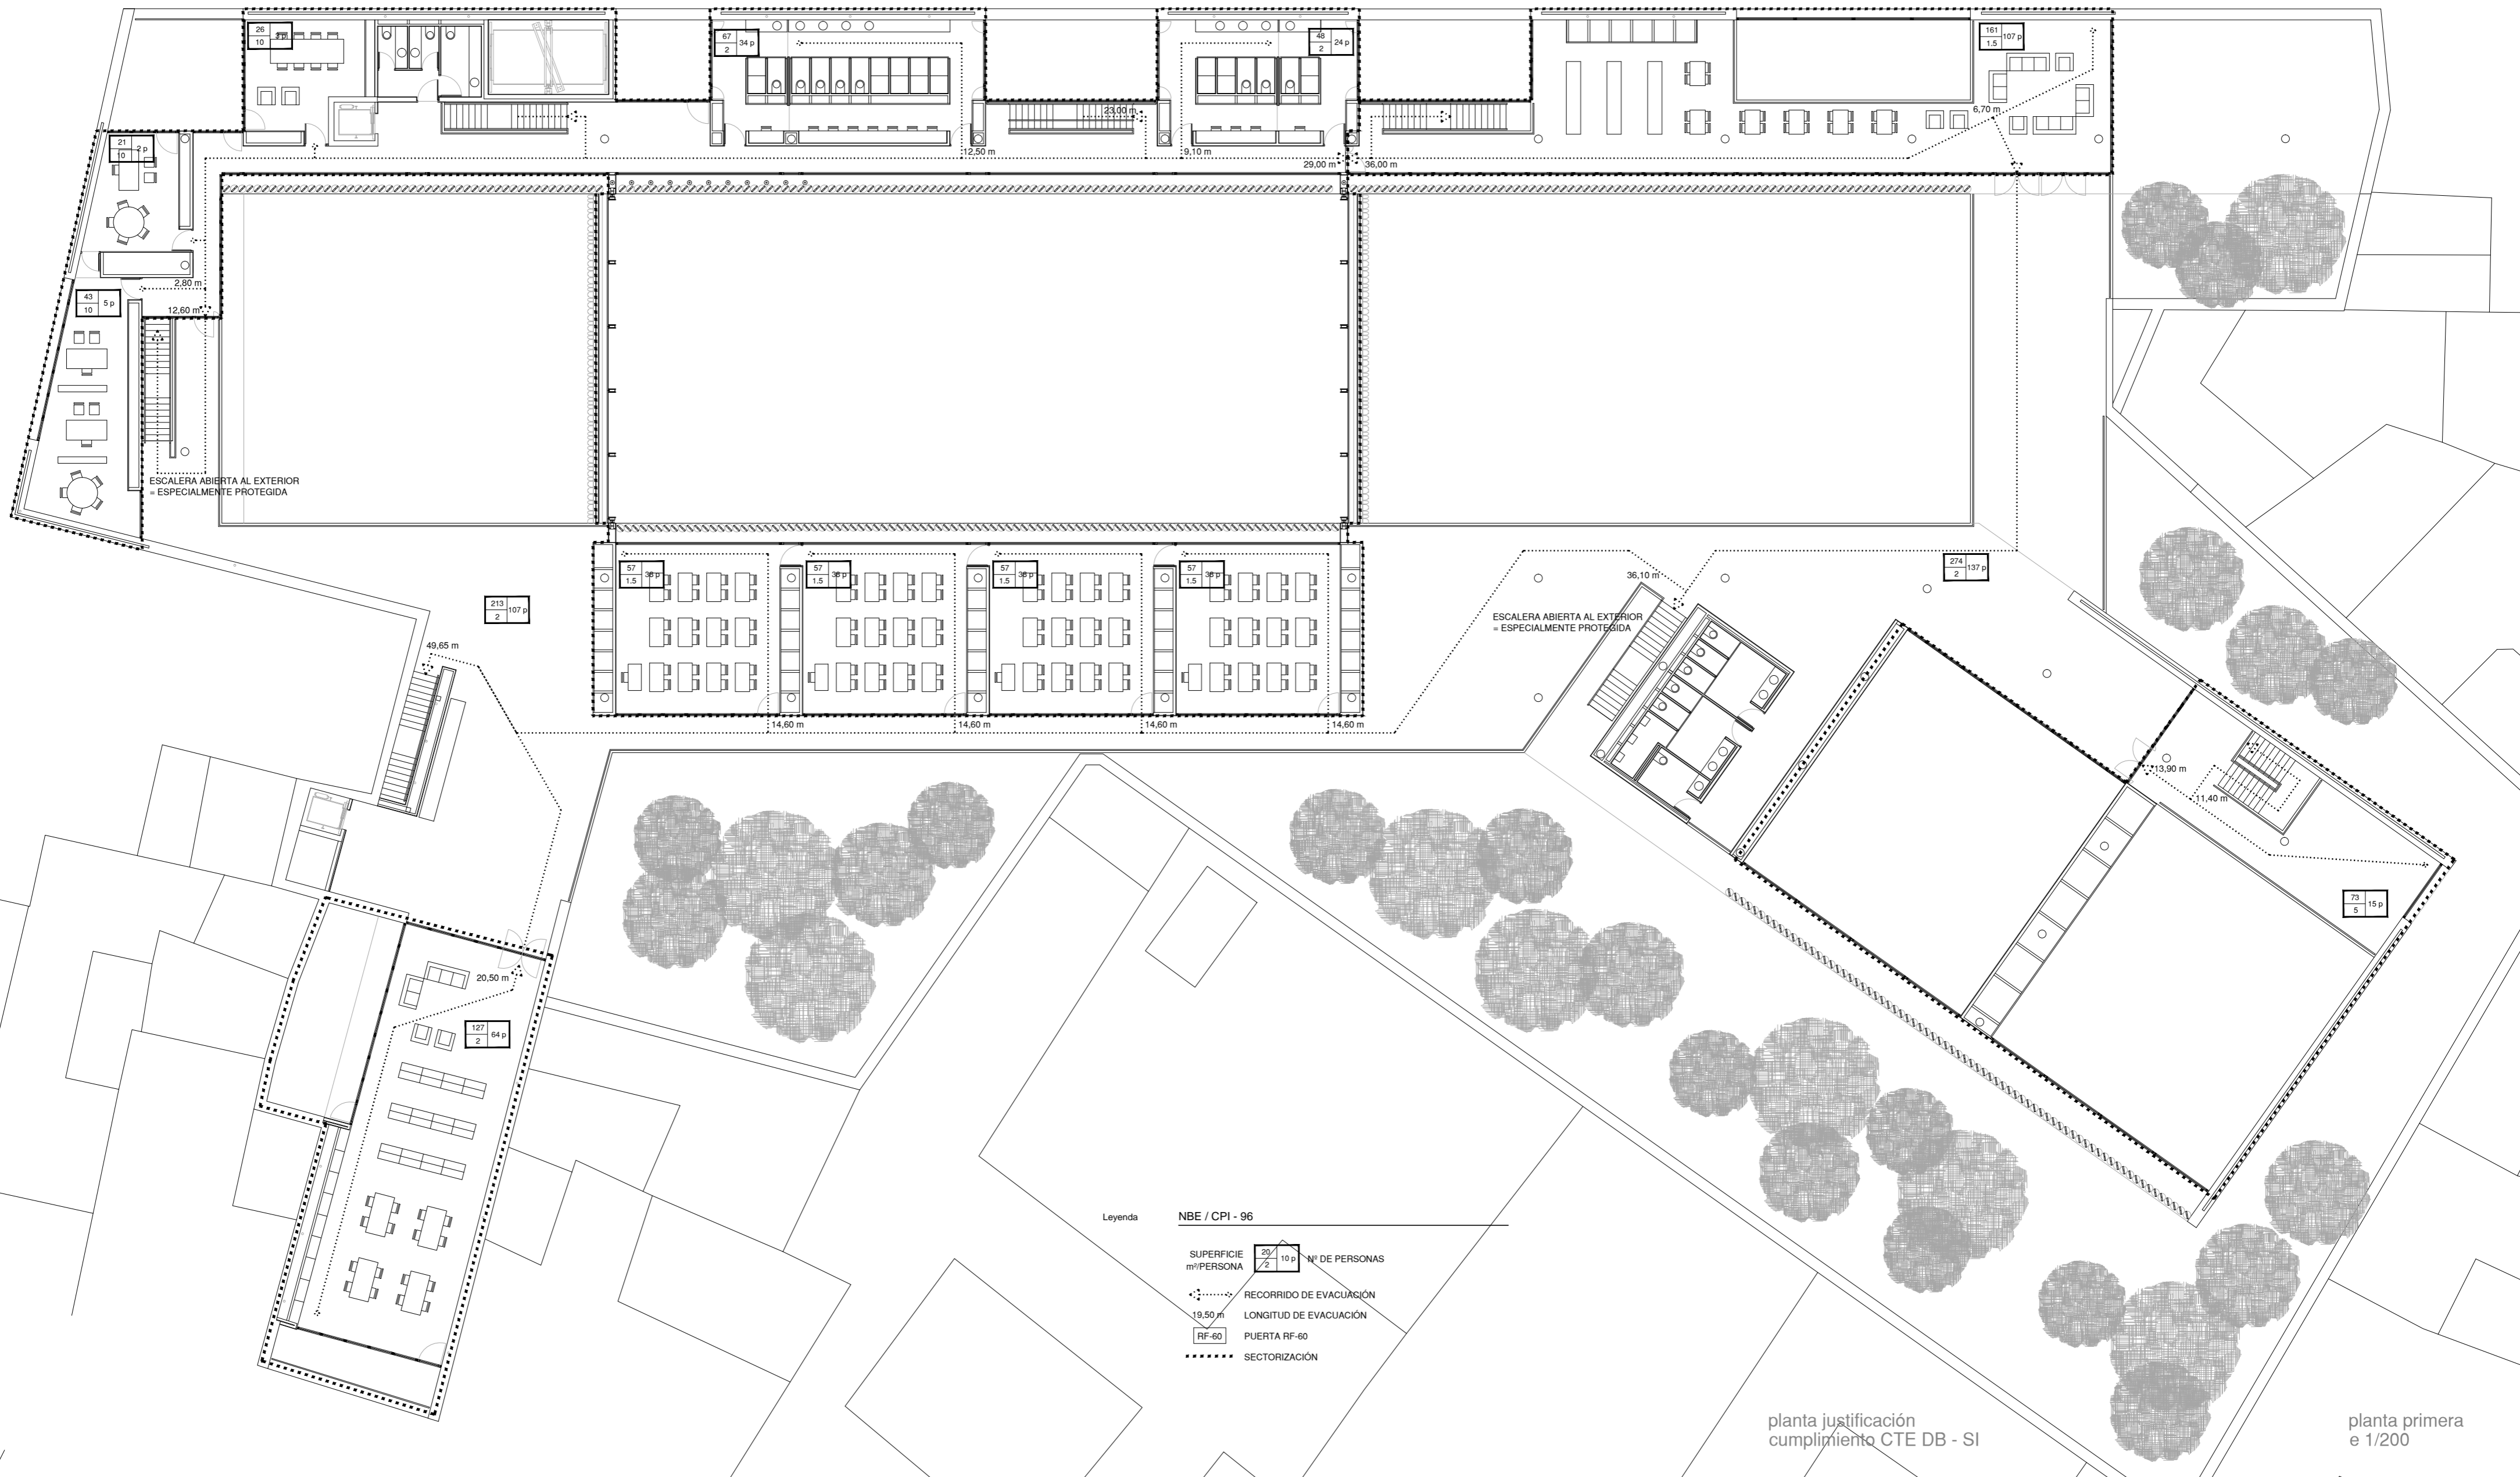 26
10
3 p
67
2
34 p
48
2
24 p
161
1.5
107 p
21
10
2 p
23,00 m
6,70 m
12,50 m
9,10 m
29,00 m
36,00 m
2,80 m
43
10
5 p
12,60 m
ESCALERA ABIERTA AL EXTERIOR
= ESPECIALMENTE PROTEGIDA
57
1.5
38 p
57
1.5
38 p
57
1.5
38 p
57
1.5
38 p
274
2
137 p
36,10 m
213
2
107 p
ESCALERA ABIERTA AL EXTERIOR
= ESPECIALMENTE PROTEGIDA
49,65 m
14,60 m
14,60 m
14,60 m
14,60 m
13,90 m
11,40 m
73
5
15 p
20,50 m
127
2
64 p
Leyenda
NBE / CPI - 96
SUPERFICIE
m²/PERSONA
20
2
10 p
Nº DE PERSONAS
RECORRIDO DE EVACUACIÓN
19,50 m
LONGITUD DE EVACUACIÓN
RF-60
PUERTA RF-60
SECTORIZACIÓN
planta justificación
cumplimiento CTE DB - SI
planta primera
e 1/200